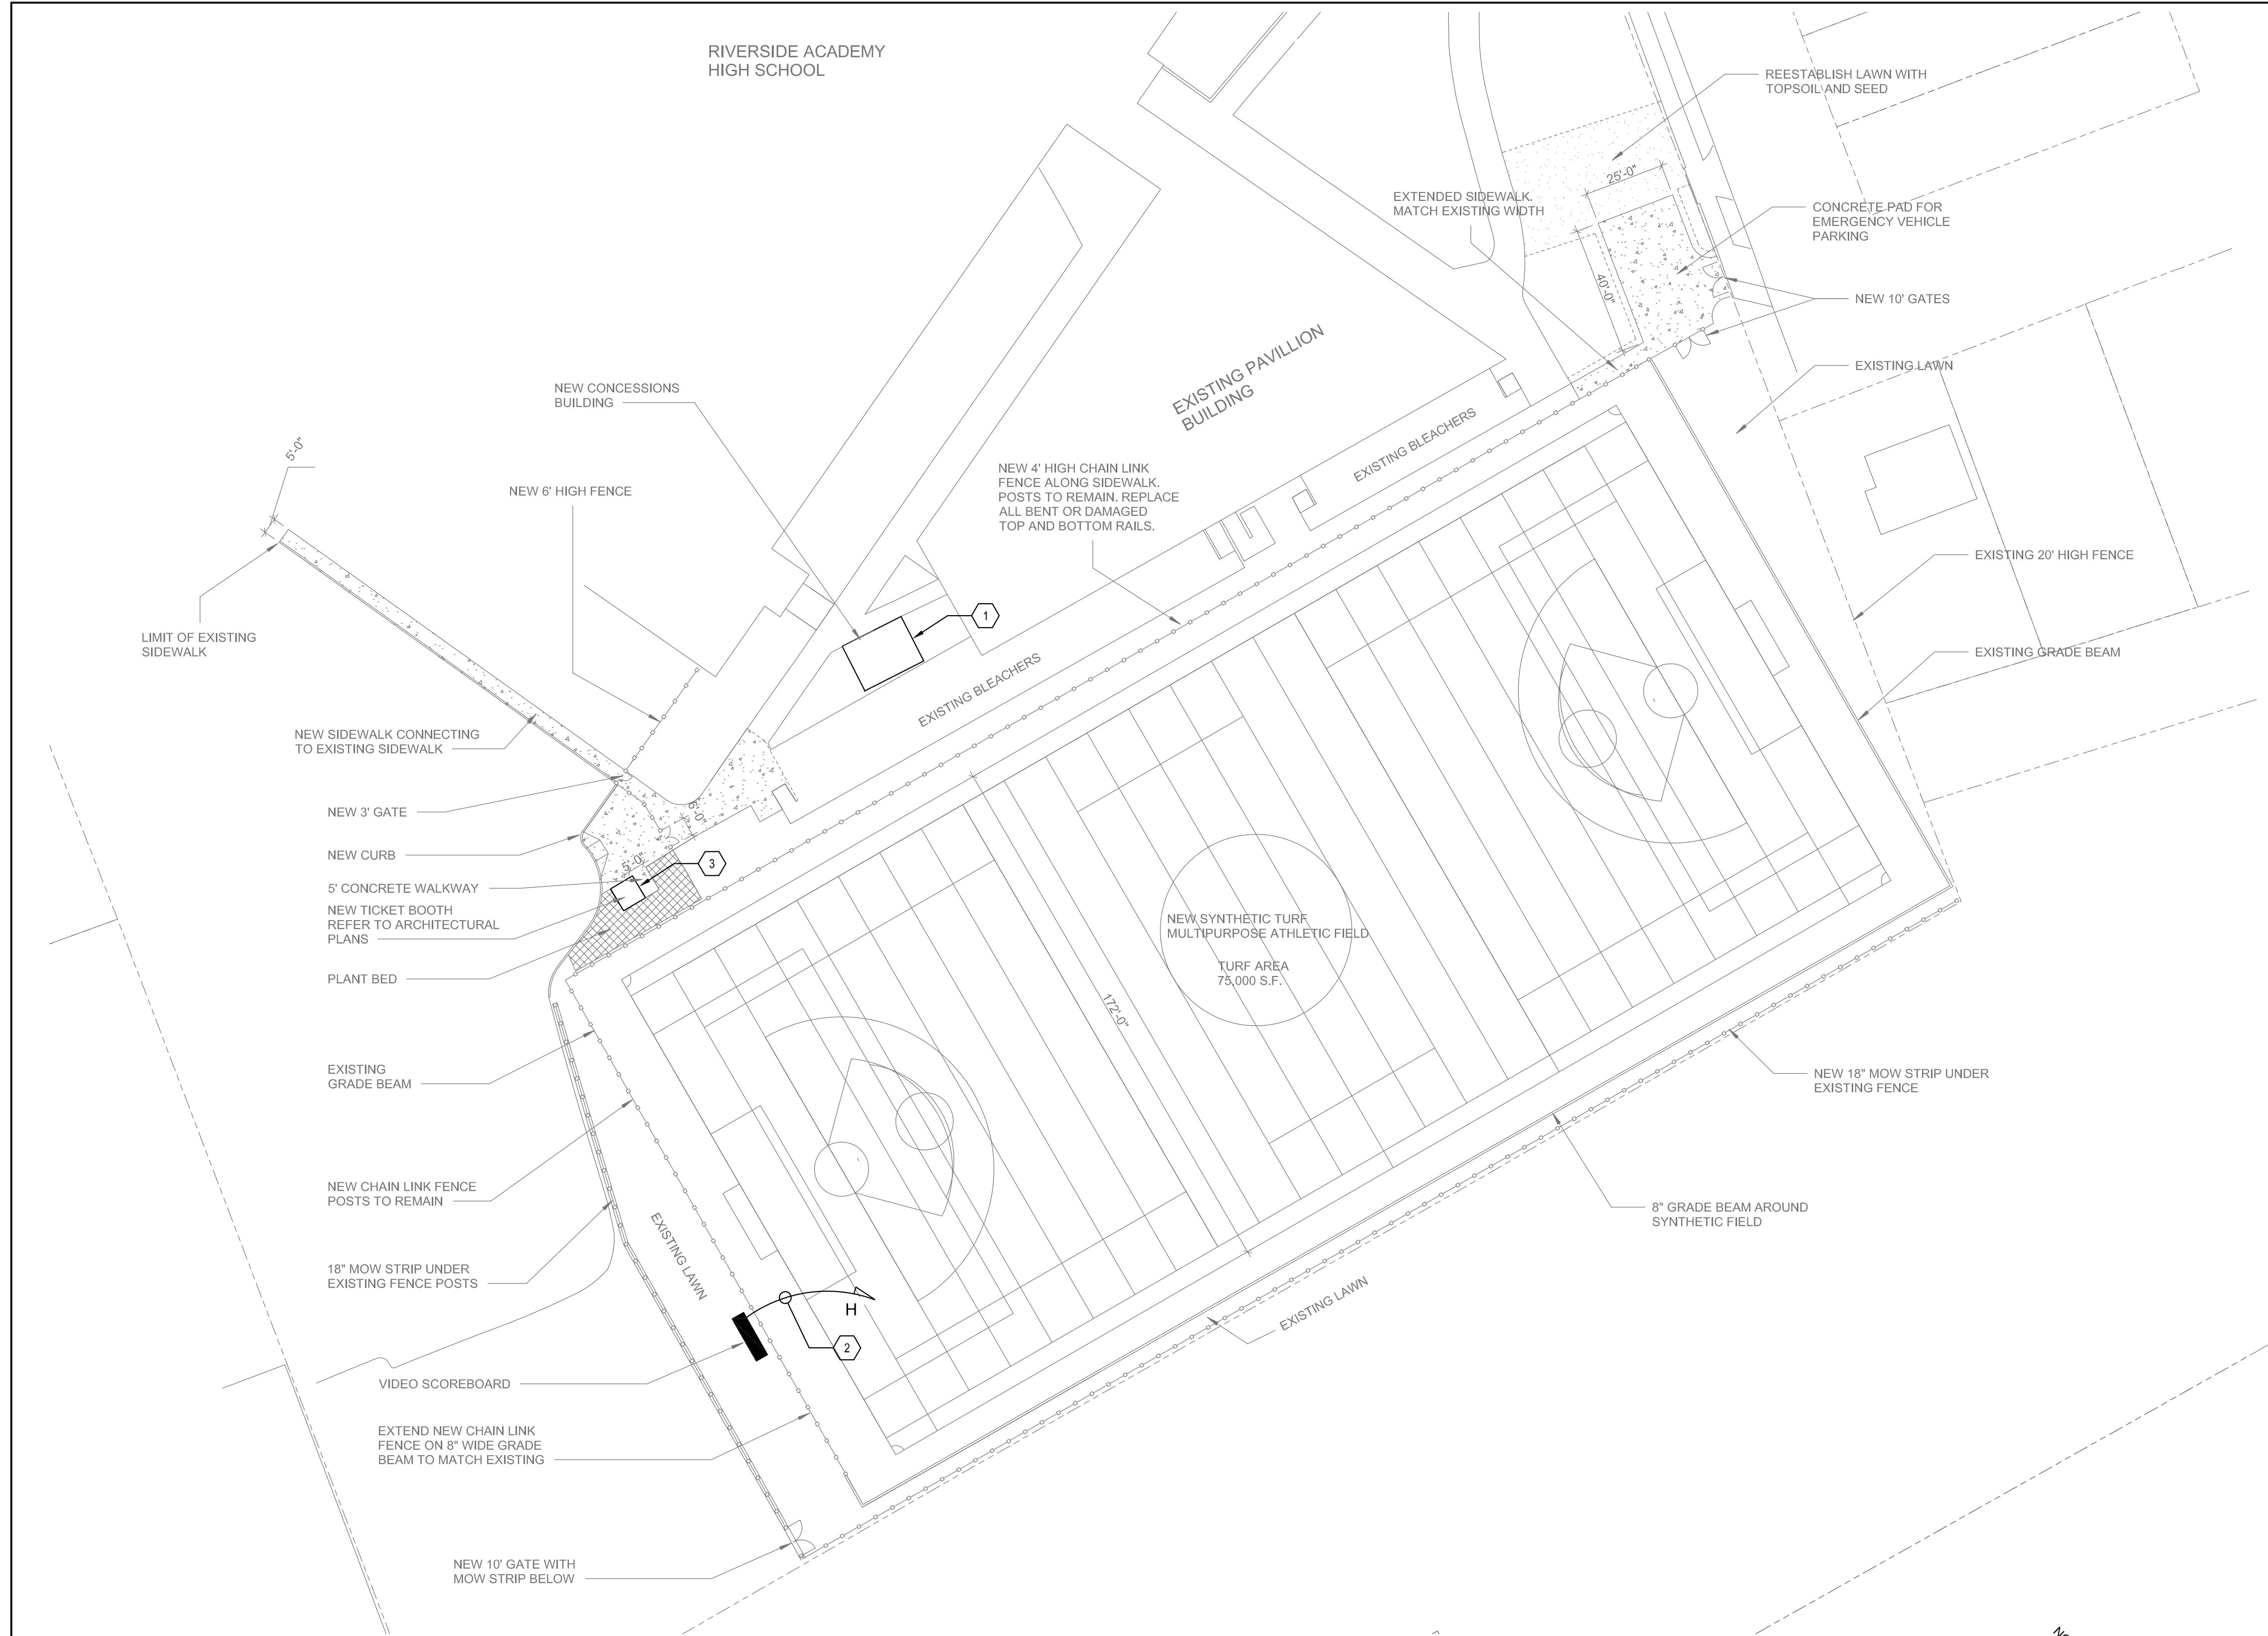 RIVERSIDE ACADEMY
HIGH SCHOOL
REESTABLISH LAWN WITH
TOPSOIL AND SEED
25'-0"
EXTENDED SIDEWALK.
MATCH EXISTING WIDTH
CONCRETE PAD FOR
EMERGENCY VEHICLE
PARKING
40'-0"
NEW 10' GATES
EXISTING LAWN
EXISTING PAVILLION
BUILDING
NEW CONCESSIONS
BUILDING
EXISTING BLEACHERS
5'-0"
NEW 6' HIGH FENCE
NEW 4' HIGH CHAIN LINK
FENCE ALONG SIDEWALK.
POSTS TO REMAIN. REPLACE
ALL BENT OR DAMAGED
TOP AND BOTTOM RAILS.
EXISTING 20' HIGH FENCE
1
LIMIT OF EXISTING
SIDEWALK
EXISTING GRADE BEAM
EXISTING BLEACHERS
NEW SIDEWALK CONNECTING
TO EXISTING SIDEWALK
NEW 3' GATE
6'-0"
NEW CURB
5'-0"
3
5' CONCRETE WALKWAY
NEW TICKET BOOTH
REFER TO ARCHITECTURAL
PLANS
PLANT BED
NEW SYNTHETIC TURF
MULTIPURPOSE ATHLETIC FIELD
TURF AREA
75,000 S.F.
172'-0"
EXISTING
GRADE BEAM
NEW 18" MOW STRIP UNDER
EXISTING FENCE
NEW CHAIN LINK FENCE
POSTS TO REMAIN
8" GRADE BEAM AROUND
SYNTHETIC FIELD
EXISTING LAWN
18" MOW STRIP UNDER
EXISTING FENCE POSTS
EXISTING LAWN
H
2
VIDEO SCOREBOARD
EXTEND NEW CHAIN LINK
FENCE ON 8" WIDE GRADE
BEAM TO MATCH EXISTING
NEW 10' GATE WITH
MOW STRIP BELOW